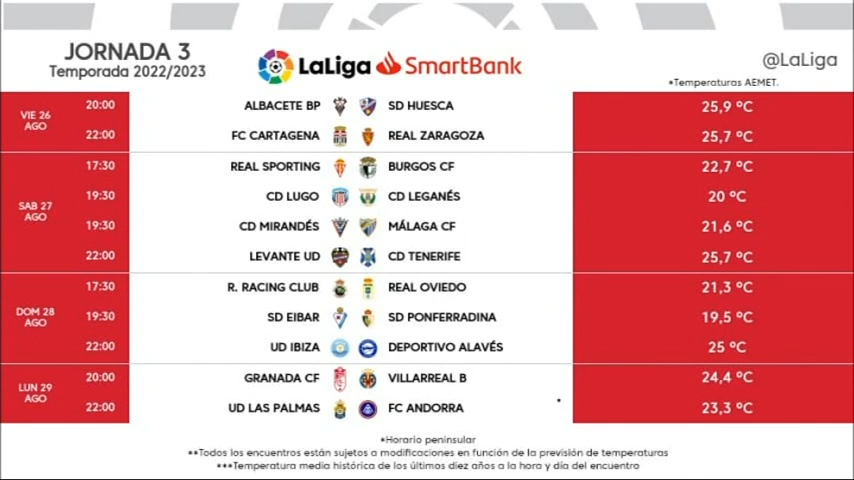 JORNADA 3
Temporada 2022/2023
LaLiga SmartBank
@LaLiga
*Temperaturas AEMET.
VIE 26
AGO
20:00 ALBACETE BP SD HUESCA 25,9 ºC
22:00 FC CARTAGENA REAL ZARAGOZA 25,7 ºC
SAB 27
AGO
17:30 REAL SPORTING BURGOS CF 22,7 ºC
19:30 CD LUGO CD LEGANÉS 20 ºC
19:30 CD MIRANDÉS MÁLAGA CF 21,6 ºC
22:00 LEVANTE UD CD TENERIFE 25,7 ºC
DOM 28
AGO
17:30 R. RACING CLUB REAL OVIEDO 21,3 ºC
19:30 SD EIBAR SD PONFERRADINA 19,5 ºC
22:00 UD IBIZA DEPORTIVO ALAVÉS 25 ºC
LUN 29
AGO
20:00 GRANADA CF VILLARREAL B 24,4 ºC
22:00 UD LAS PALMAS FC ANDORRA * 23,3 ºC
*Horario peninsular
**Todos los encuentros están sujetos a modificaciones en función de la previsión de temperaturas
***Temperatura media histórica de los últimos diez años a la hora y día del encuentro